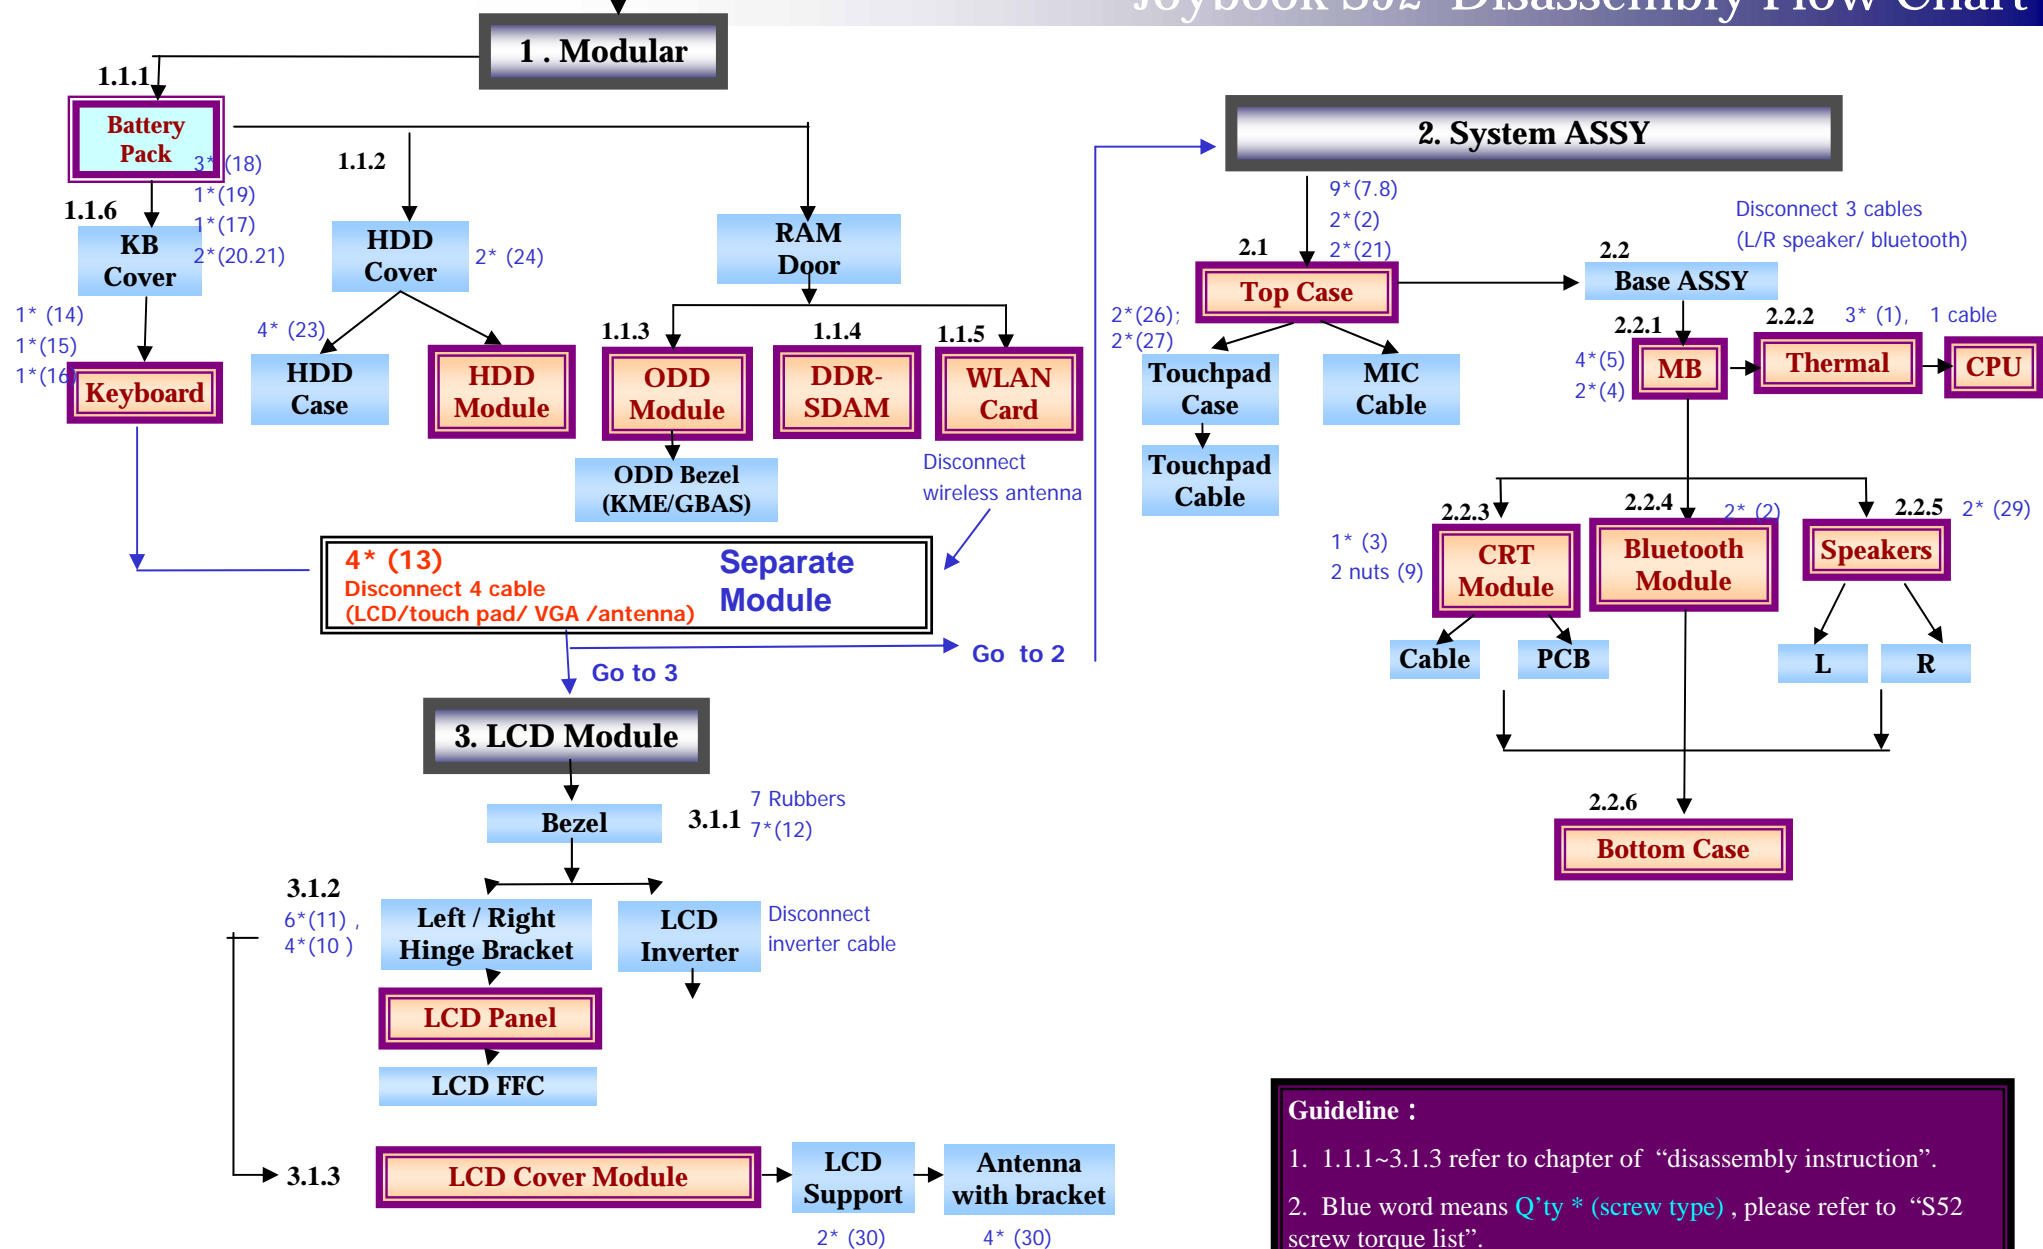 Joybook S52 Disassembly Flow Chart
1 . Modular
1.1.1
Battery
Pack
3* (18)
1*(19)
1*(17)
2*(20.21)
1.1.6
KB
Cover
1* (14)
1*(15)
1*(16)
Keyboard
1.1.2
HDD
Cover
2* (24)
4* (23)
HDD
Case
HDD
Module
RAM
Door
1.1.3
ODD
Module
1.1.4
DDR-
SDAM
1.1.5
WLAN
Card
ODD Bezel
(KME/GBAS)
Disconnect
wireless antenna
4* (13)
Disconnect 4 cable
(LCD/touch pad/ VGA /antenna)
Separate
Module
Go to 2
Go to 3
2. System ASSY
9*(7.8)
2*(2)
2*(21)
2.1
Top Case
2*(26);
2*(27)
Touchpad
Case
Touchpad
Cable
MIC
Cable
Disconnect 3 cables
(L/R speaker/ bluetooth)
2.2
Base ASSY
2.2.1
4*(5)
2*(4)
MB
2.2.2
3* (1), 1 cable
Thermal
CPU
2.2.3
1* (3)
2 nuts (9)
CRT
Module
2.2.4
2* (2)
Bluetooth
Module
2.2.5
2* (29)
Speakers
Cable
PCB
L
R
2.2.6
Bottom Case
3. LCD Module
Bezel
3.1.1
7 Rubbers
7*(12)
3.1.2
6*(11) ,
4*(10 )
Left / Right
Hinge Bracket
LCD
Inverter
Disconnect
inverter cable
LCD Panel
LCD FFC
3.1.3
LCD Cover Module
LCD
Support
2* (30)
Antenna
with bracket
4* (30)
Guideline :
1. 1.1.1~3.1.3 refer to chapter of “disassembly instruction”.
2. Blue word means Q’ty * (screw type) , please refer to “S52
screw torque list”.